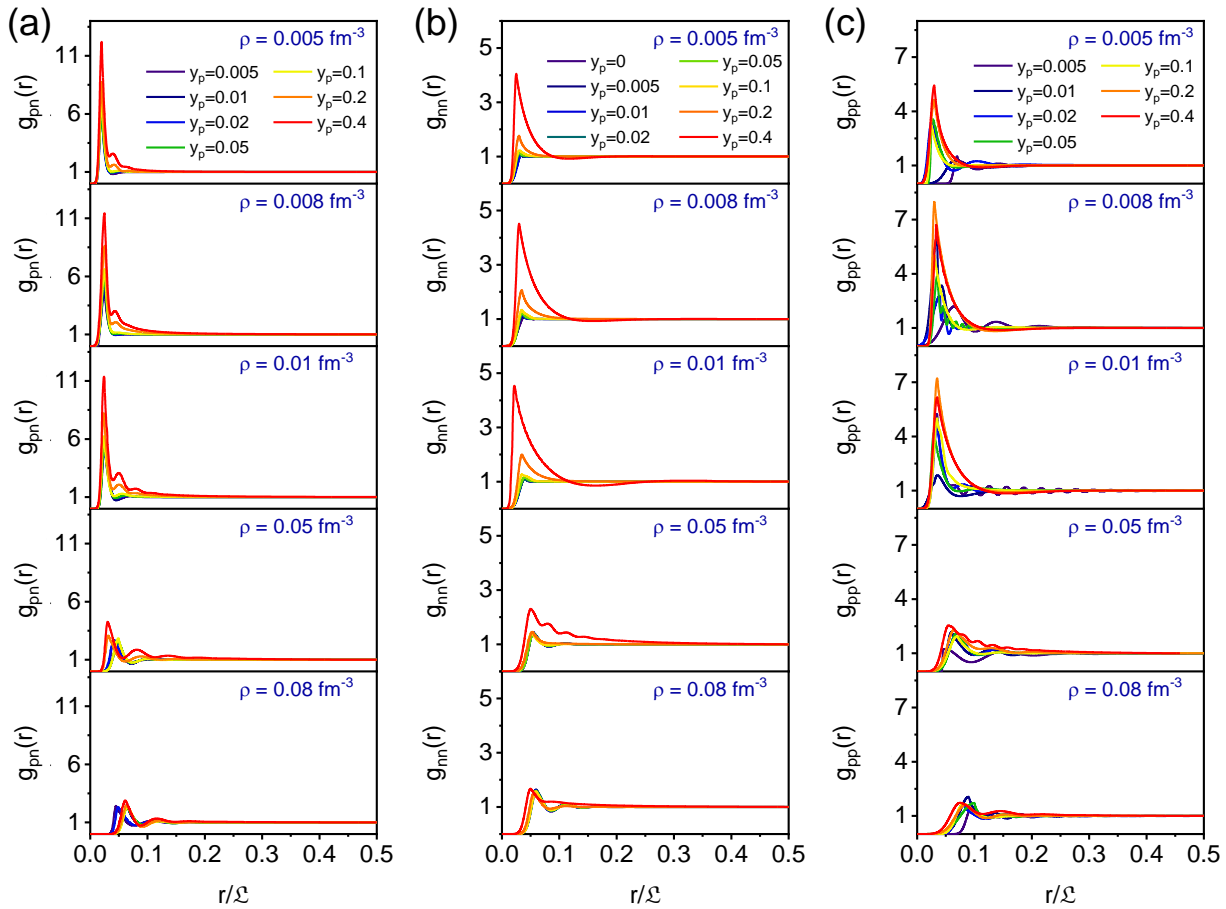 (a)
ρ = 0.005 fm⁻³
yₚ=0.005
yₚ=0.1
yₚ=0.01
yₚ=0.2
yₚ=0.02
yₚ=0.4
yₚ=0.05
gₚₙ(r)
11
6
1
ρ = 0.008 fm⁻³
gₚₙ(r)
11
6
1
ρ = 0.01 fm⁻³
gₚₙ(r)
11
6
1
ρ = 0.05 fm⁻³
gₚₙ(r)
11
6
1
ρ = 0.08 fm⁻³
gₚₙ(r)
11
6
1
0.0 0.1 0.2 0.3 0.4 0.5
r/𝔏
(b)
ρ = 0.005 fm⁻³
yₚ=0
yₚ=0.05
yₚ=0.005
yₚ=0.1
yₚ=0.01
yₚ=0.2
yₚ=0.02
yₚ=0.4
gₙₙ(r)
5
3
1
ρ = 0.008 fm⁻³
gₙₙ(r)
5
3
1
ρ = 0.01 fm⁻³
gₙₙ(r)
5
3
1
ρ = 0.05 fm⁻³
gₙₙ(r)
5
3
1
ρ = 0.08 fm⁻³
gₙₙ(r)
5
3
1
0.0 0.1 0.2 0.3 0.4 0.5
r/𝔏
(c)
ρ = 0.005 fm⁻³
yₚ=0.005
yₚ=0.1
yₚ=0.01
yₚ=0.2
yₚ=0.02
yₚ=0.4
yₚ=0.05
gₚₚ(r)
7
4
1
ρ = 0.008 fm⁻³
gₚₚ(r)
7
4
1
ρ = 0.01 fm⁻³
gₚₚ(r)
7
4
1
ρ = 0.05 fm⁻³
gₚₚ(r)
7
4
1
ρ = 0.08 fm⁻³
gₚₚ(r)
7
4
1
0.0 0.1 0.2 0.3 0.4 0.5
r/𝔏